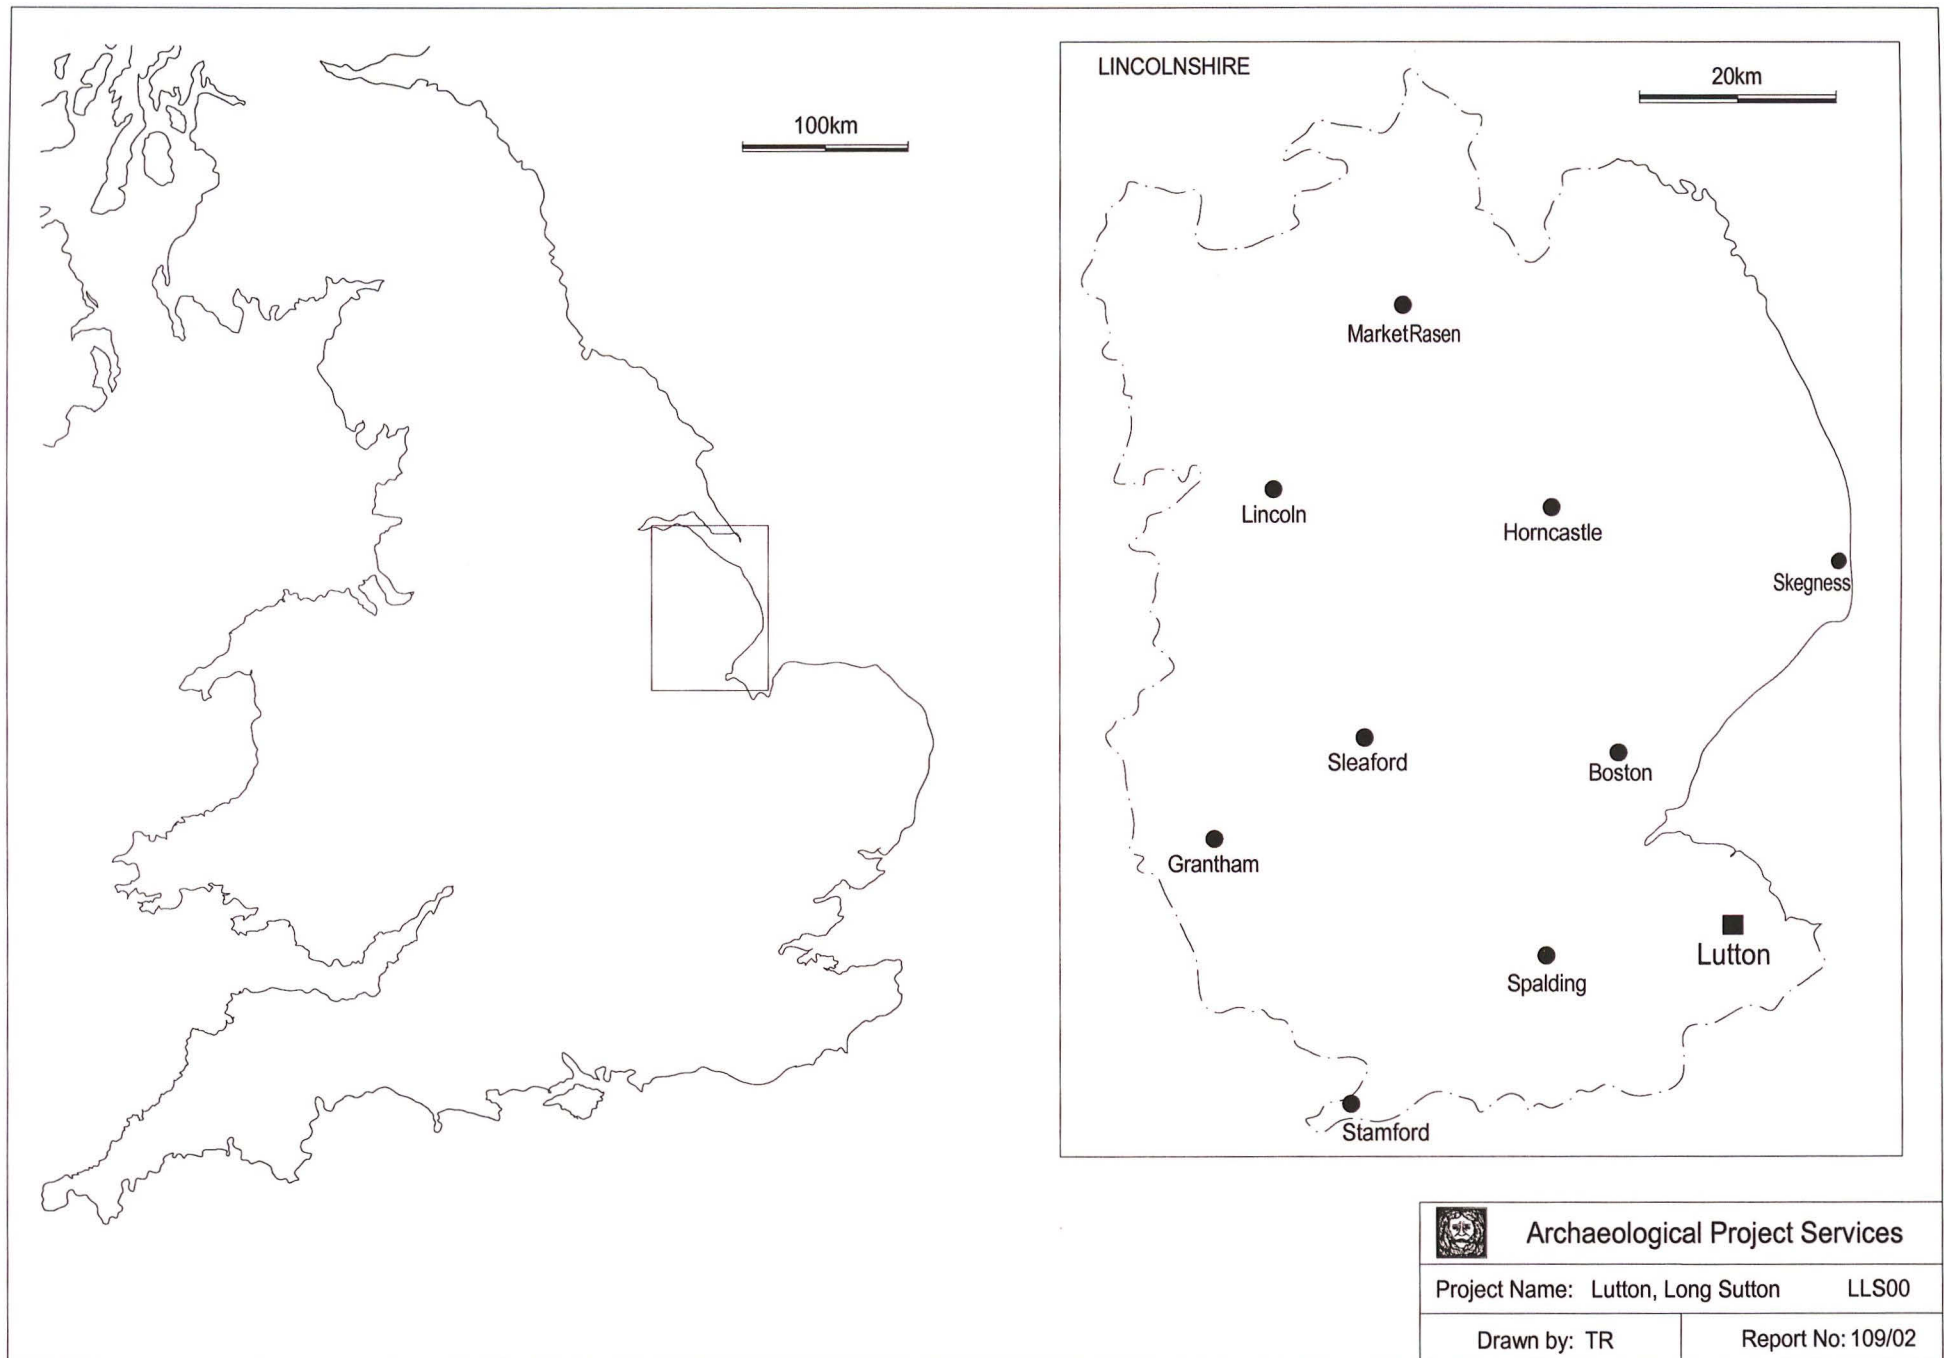 100km
LINCOLNSHIRE
20km
MarketRasen
Lincoln
Horncastle
Skegness
Sleaford
Boston
Grantham
Lutton
Spalding
Stamford
Archaeological Project Services
Project Name: Lutton, Long Sutton LLS00
Drawn by: TR
Report No: 109/02